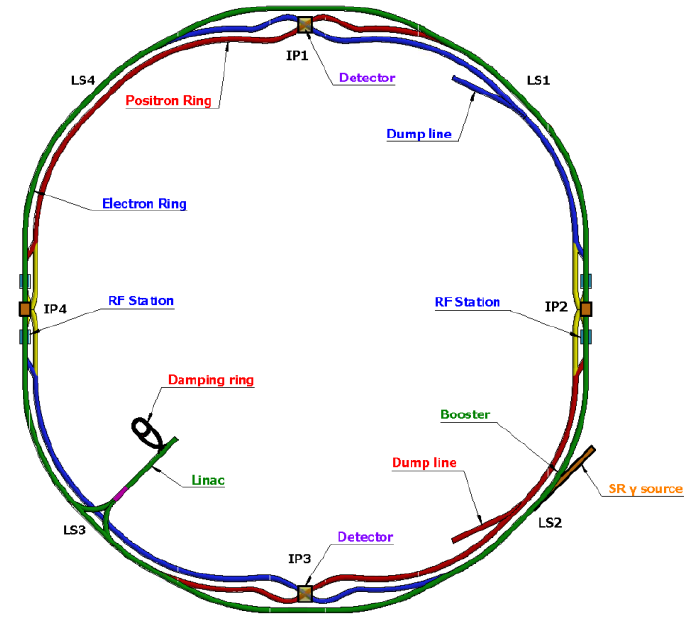 IP1
LS4
Detector
LS1
Positron Ring
Dump line
Electron Ring
RF Station
RF Station
IP2
IP4
Damping ring
Booster
Linac
Dump line
SR γ source
LS2
LS3
Detector
IP3